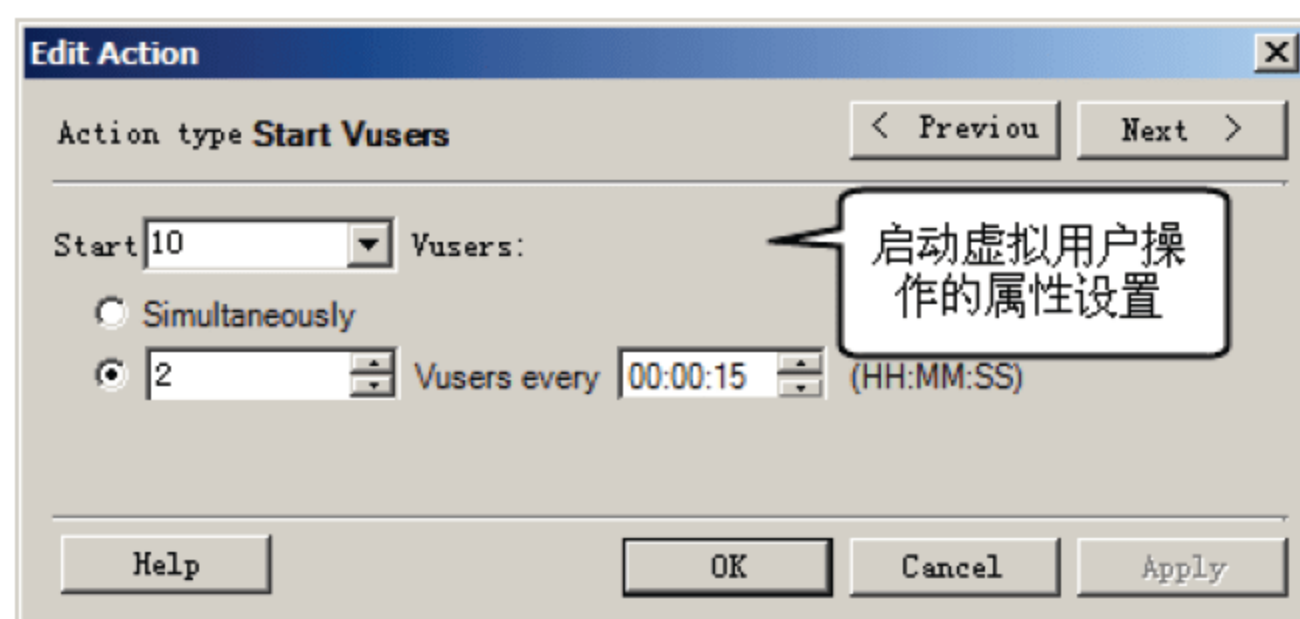 Edit Action
Action type Start Vusers
< Previou
Next >
Start 10 Vusers:
启动虚拟用户操
作的属性设置
Simultaneously
2 Vusers every 00:00:15 (HH:MM:SS)
Help
OK
Cancel
Apply